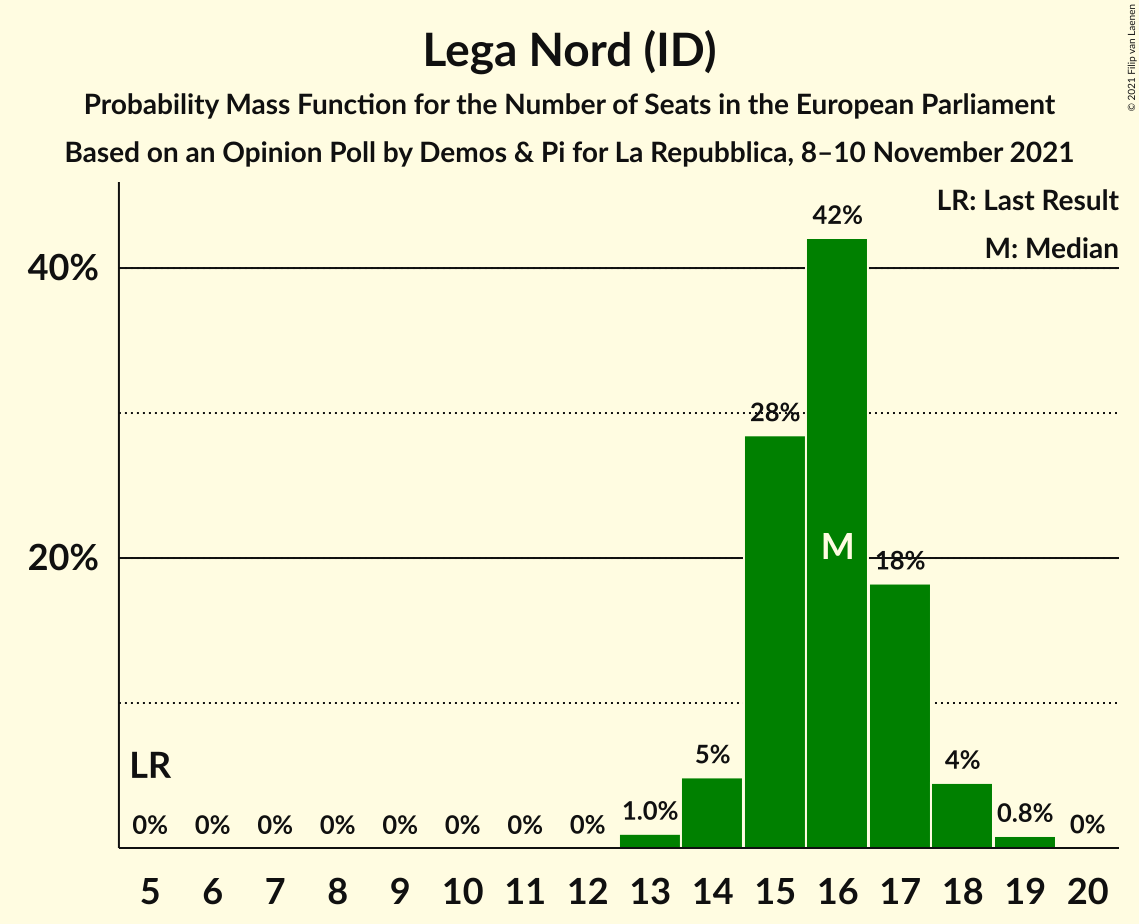 Lega Nord (ID)
Probability Mass Function for the Number of Seats in the European Parliament
Based on an Opinion Poll by Demos & Pi for La Repubblica, 8–10 November 2021
© 2021 Filip van Laenen
LR: Last Result
M: Median
42%
40%
28%
M
20%
18%
LR
5%
4%
0% 0% 0% 0% 0% 0% 0% 0% 1.0% 0.8% 0%
5 6 7 8 9 10 11 12 13 14 15 16 17 18 19 20